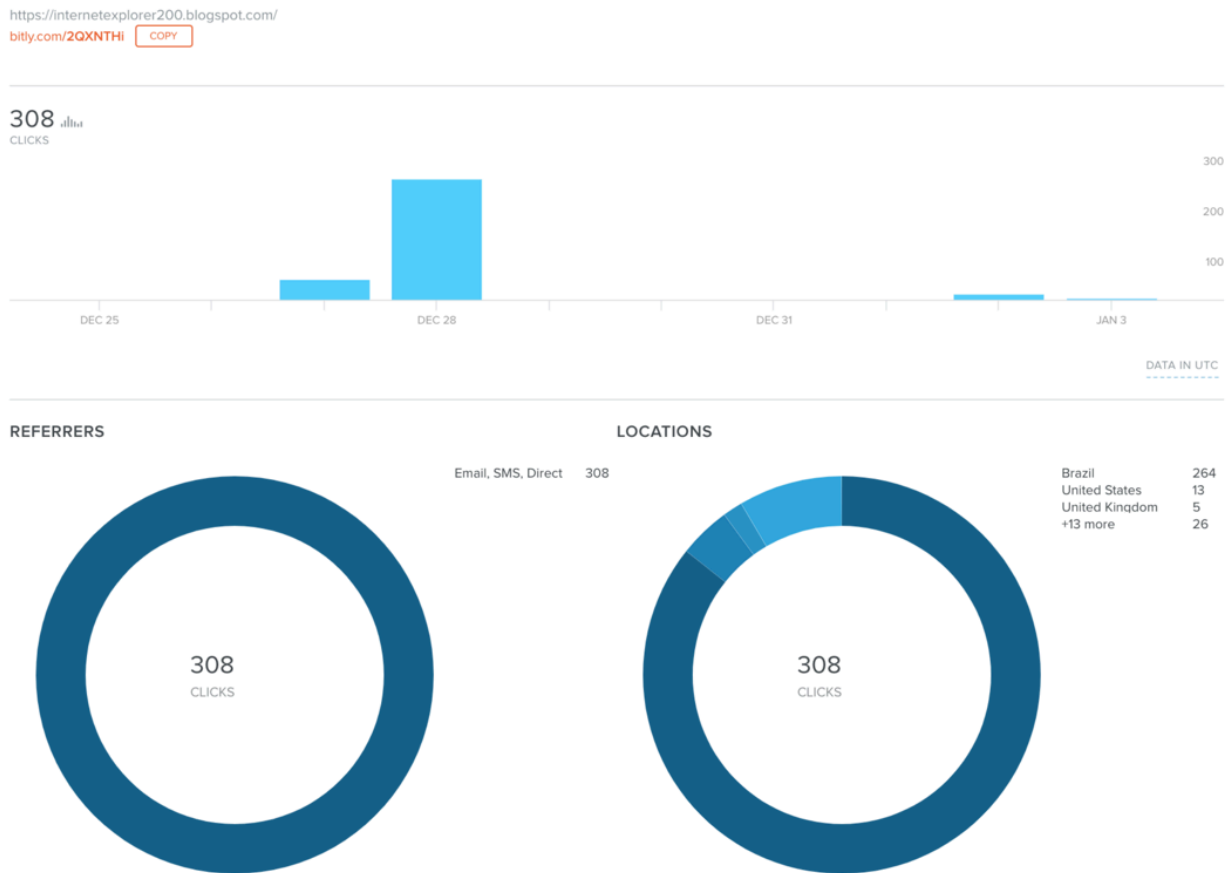 https://internetexplorer200.blogspot.com/
bitly.com/2QXNTHi COPY
308
CLICKS
300
200
100
DEC 25 DEC 28 DEC 31 JAN 3
DATA IN UTC
REFERRERS
Email, SMS, Direct 308
308
CLICKS
LOCATIONS
Brazil 264
United States 13
United Kingdom 5
+13 more 26
308
CLICKS